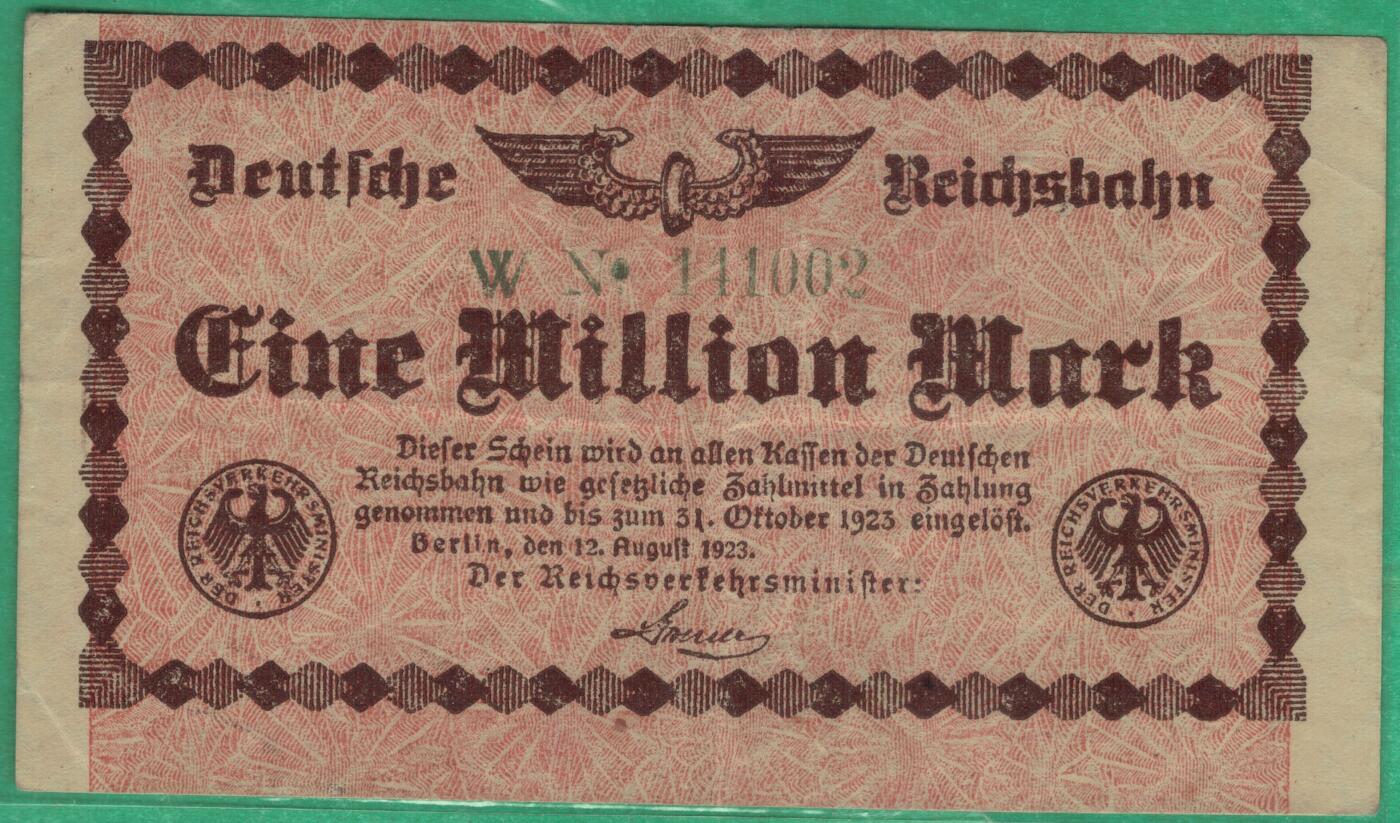 Deutsche Reichsbahn
W No 141002
Eine Million Mark
Dieser Schein wird an allen Kassen der Deutschen
Reichsbahn wie gesetzliche Zahlmittel in Zahlung
genommen und bis zum 31. Oktober 1923 eingelöst.
Berlin, den 12. August 1923.
Der Reichsverkehrsminister:
Groener
DER REICHSVERKEHRSMINISTER
DER REICHSVERKEHRSMINISTER